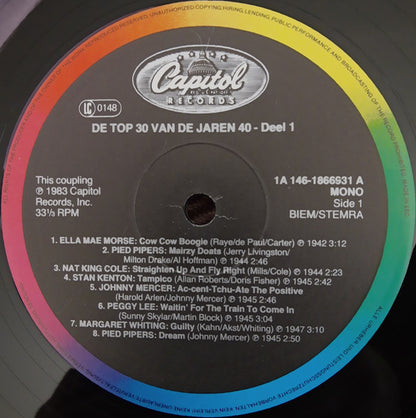 Capitol
RECORDS
LC 0148
DE TOP 30 VAN DE JAREN 40 - Deel 1
This coupling
℗ 1983 Capitol
Records, Inc.
33⅓ RPM
1A 146-1866931 A
MONO
Side 1
BIEM/STEMRA
1. ELLA MAE MORSE: Cow Cow Boogie (Raye/de Paul/Carter) ℗ 1942 3:12
2. PIED PIPERS: Mairzy Doats (Jerry Livingston/
Milton Drake/Al Hoffman) ℗ 1944 2:46
3. NAT KING COLE: Straighten Up And Fly Right (Mills/Cole) ℗ 1944 2:23
4. STAN KENTON: Tampico (Allan Roberts/Doris Fisher) ℗ 1945 2:50
5. JOHNNY MERCER: Ac-cent-Tchu-Ate The Positive
(Harold Arlen/Johnny Mercer) ℗ 1945 2:46
6. PEGGY LEE: Waitin' For The Train To Come In
(Sunny Skylar/Martin Block) ℗ 1945 3:04
7. MARGARET WHITING: Guilty (Kahn/Akst/Whiting) ℗ 1947 3:10
8. PIED PIPERS: Dream (Johnny Mercer) ℗ 1945 2:50